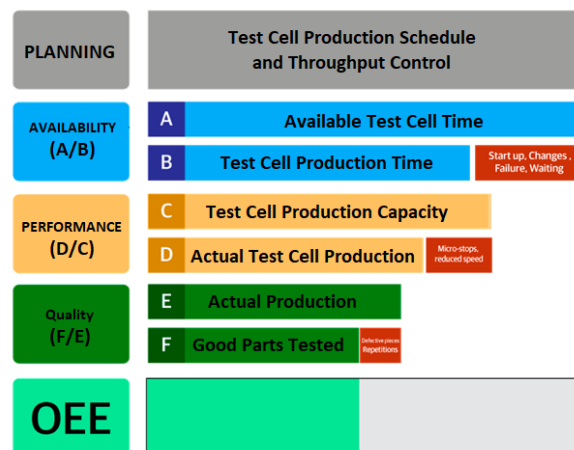 PLANNING
Test Cell Production Schedule
and Throughput Control
AVAILABILITY
(A/B)
A
Available Test Cell Time
B
Test Cell Production Time
Start up, Changes ,
Failure, Waiting
PERFORMANCE
(D/C)
C
Test Cell Production Capacity
D
Actual Test Cell Production
Micro-stops,
reduced speed
Quality
(F/E)
E
Actual Production
F
Good Parts Tested
Defective pieces
Repetitions
OEE